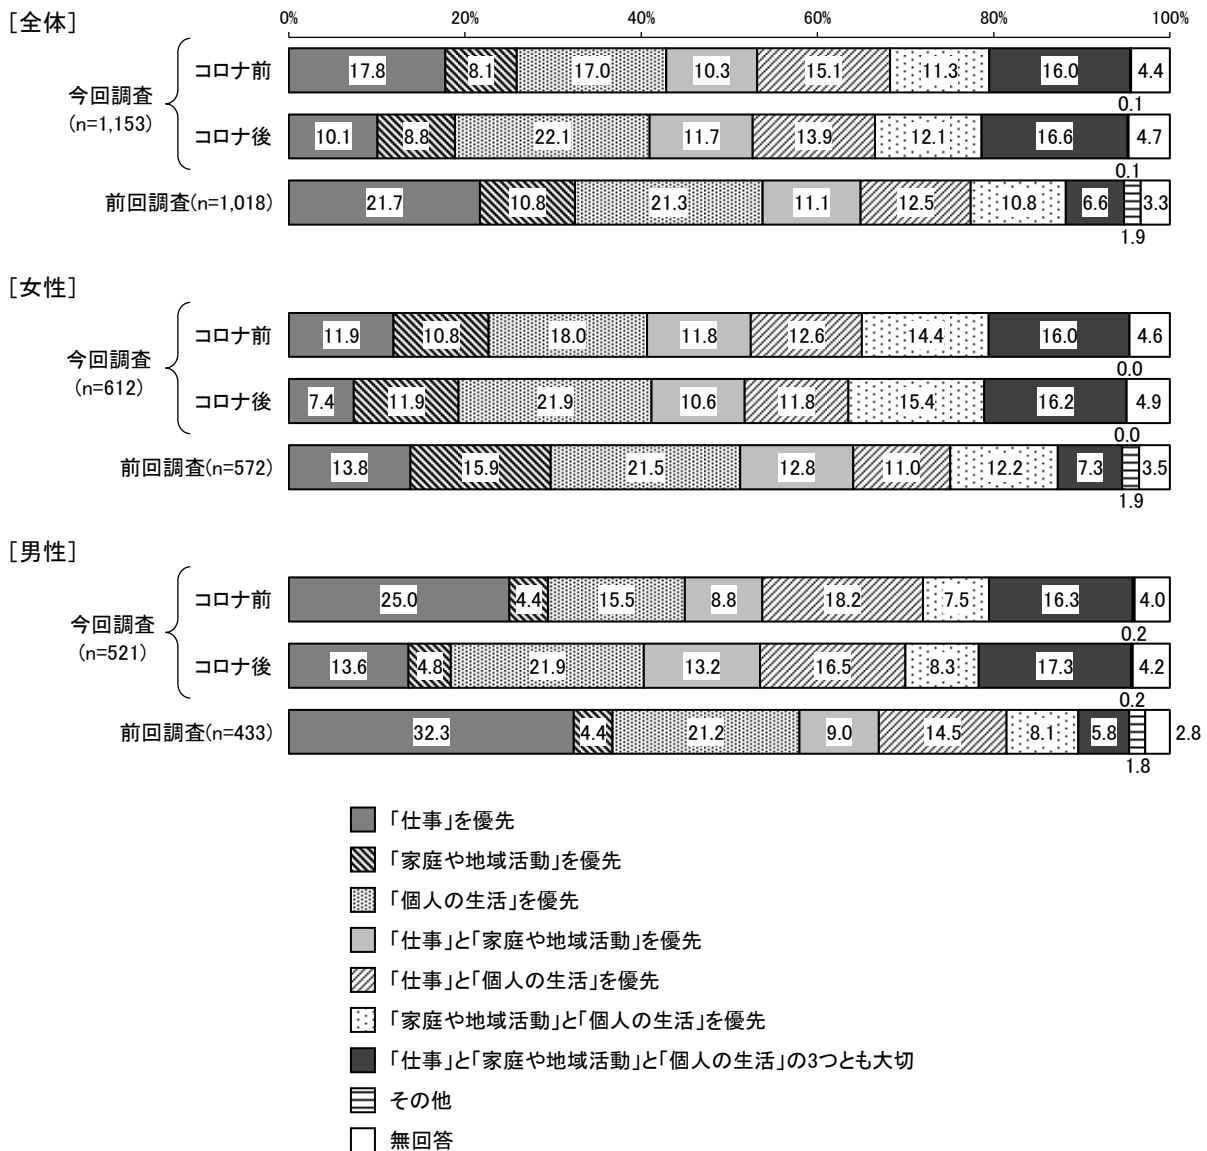 [全体]
0% 20% 40% 60% 80% 100%
今回調査
(n=1,153)
コロナ前 17.8 8.1 17.0 10.3 15.1 11.3 16.0 4.4
0.1
コロナ後 10.1 8.8 22.1 11.7 13.9 12.1 16.6 4.7
0.1
前回調査(n=1,018) 21.7 10.8 21.3 11.1 12.5 10.8 6.6 3.3
1.9
[女性]
今回調査
(n=612)
コロナ前 11.9 10.8 18.0 11.8 12.6 14.4 16.0 4.6
0.0
コロナ後 7.4 11.9 21.9 10.6 11.8 15.4 16.2 4.9
0.0
前回調査(n=572) 13.8 15.9 21.5 12.8 11.0 12.2 7.3 3.5
1.9
[男性]
今回調査
(n=521)
コロナ前 25.0 4.4 15.5 8.8 18.2 7.5 16.3 4.0
0.2
コロナ後 13.6 4.8 21.9 13.2 16.5 8.3 17.3 4.2
0.2
前回調査(n=433) 32.3 4.4 21.2 9.0 14.5 8.1 5.8 2.8
1.8
「仕事」を優先
「家庭や地域活動」を優先
「個人の生活」を優先
「仕事」と「家庭や地域活動」を優先
「仕事」と「個人の生活」を優先
「家庭や地域活動」と「個人の生活」を優先
「仕事」と「家庭や地域活動」と「個人の生活」の3つとも大切
その他
無回答